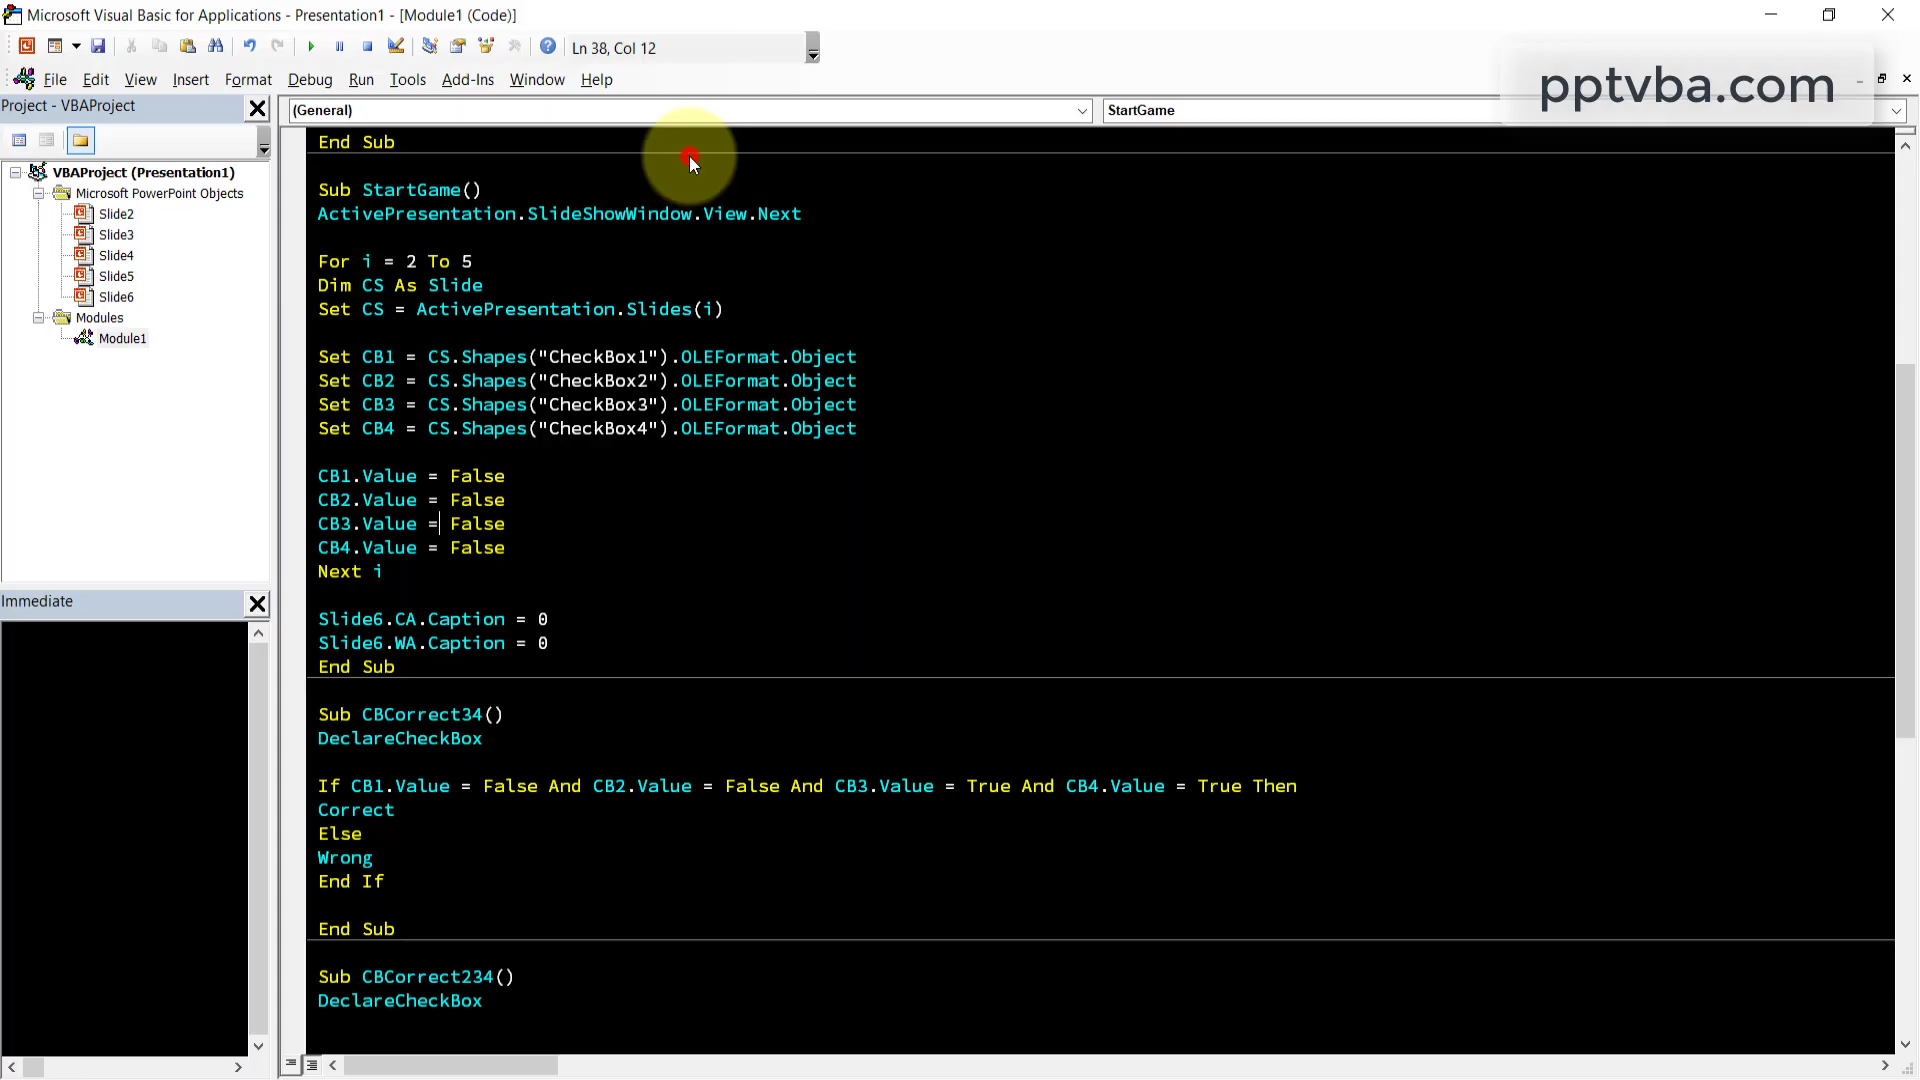 Microsoft Visual Basic for Applications - Presentation1 - [Module1 (Code)]
Ln 38, Col 12
pptvba.com
File Edit View Insert Format Debug Run Tools Add-Ins Window Help
Project - VBAProject
(General)
StartGame
VBAProject (Presentation1)
Microsoft PowerPoint Objects
Slide2
Slide3
Slide4
Slide5
Slide6
Modules
Module1
Immediate
End Sub
Sub StartGame()
ActivePresentation.SlideShowWindow.View.Next
For i = 2 To 5
Dim CS As Slide
Set CS = ActivePresentation.Slides(i)
Set CB1 = CS.Shapes("CheckBox1").OLEFormat.Object
Set CB2 = CS.Shapes("CheckBox2").OLEFormat.Object
Set CB3 = CS.Shapes("CheckBox3").OLEFormat.Object
Set CB4 = CS.Shapes("CheckBox4").OLEFormat.Object
CB1.Value = False
CB2.Value = False
CB3.Value = False
CB4.Value = False
Next i
Slide6.CA.Caption = 0
Slide6.WA.Caption = 0
End Sub
Sub CBCorrect34()
DeclareCheckBox
If CB1.Value = False And CB2.Value = False And CB3.Value = True And CB4.Value = True Then
Correct
Else
Wrong
End If
End Sub
Sub CBCorrect234()
DeclareCheckBox